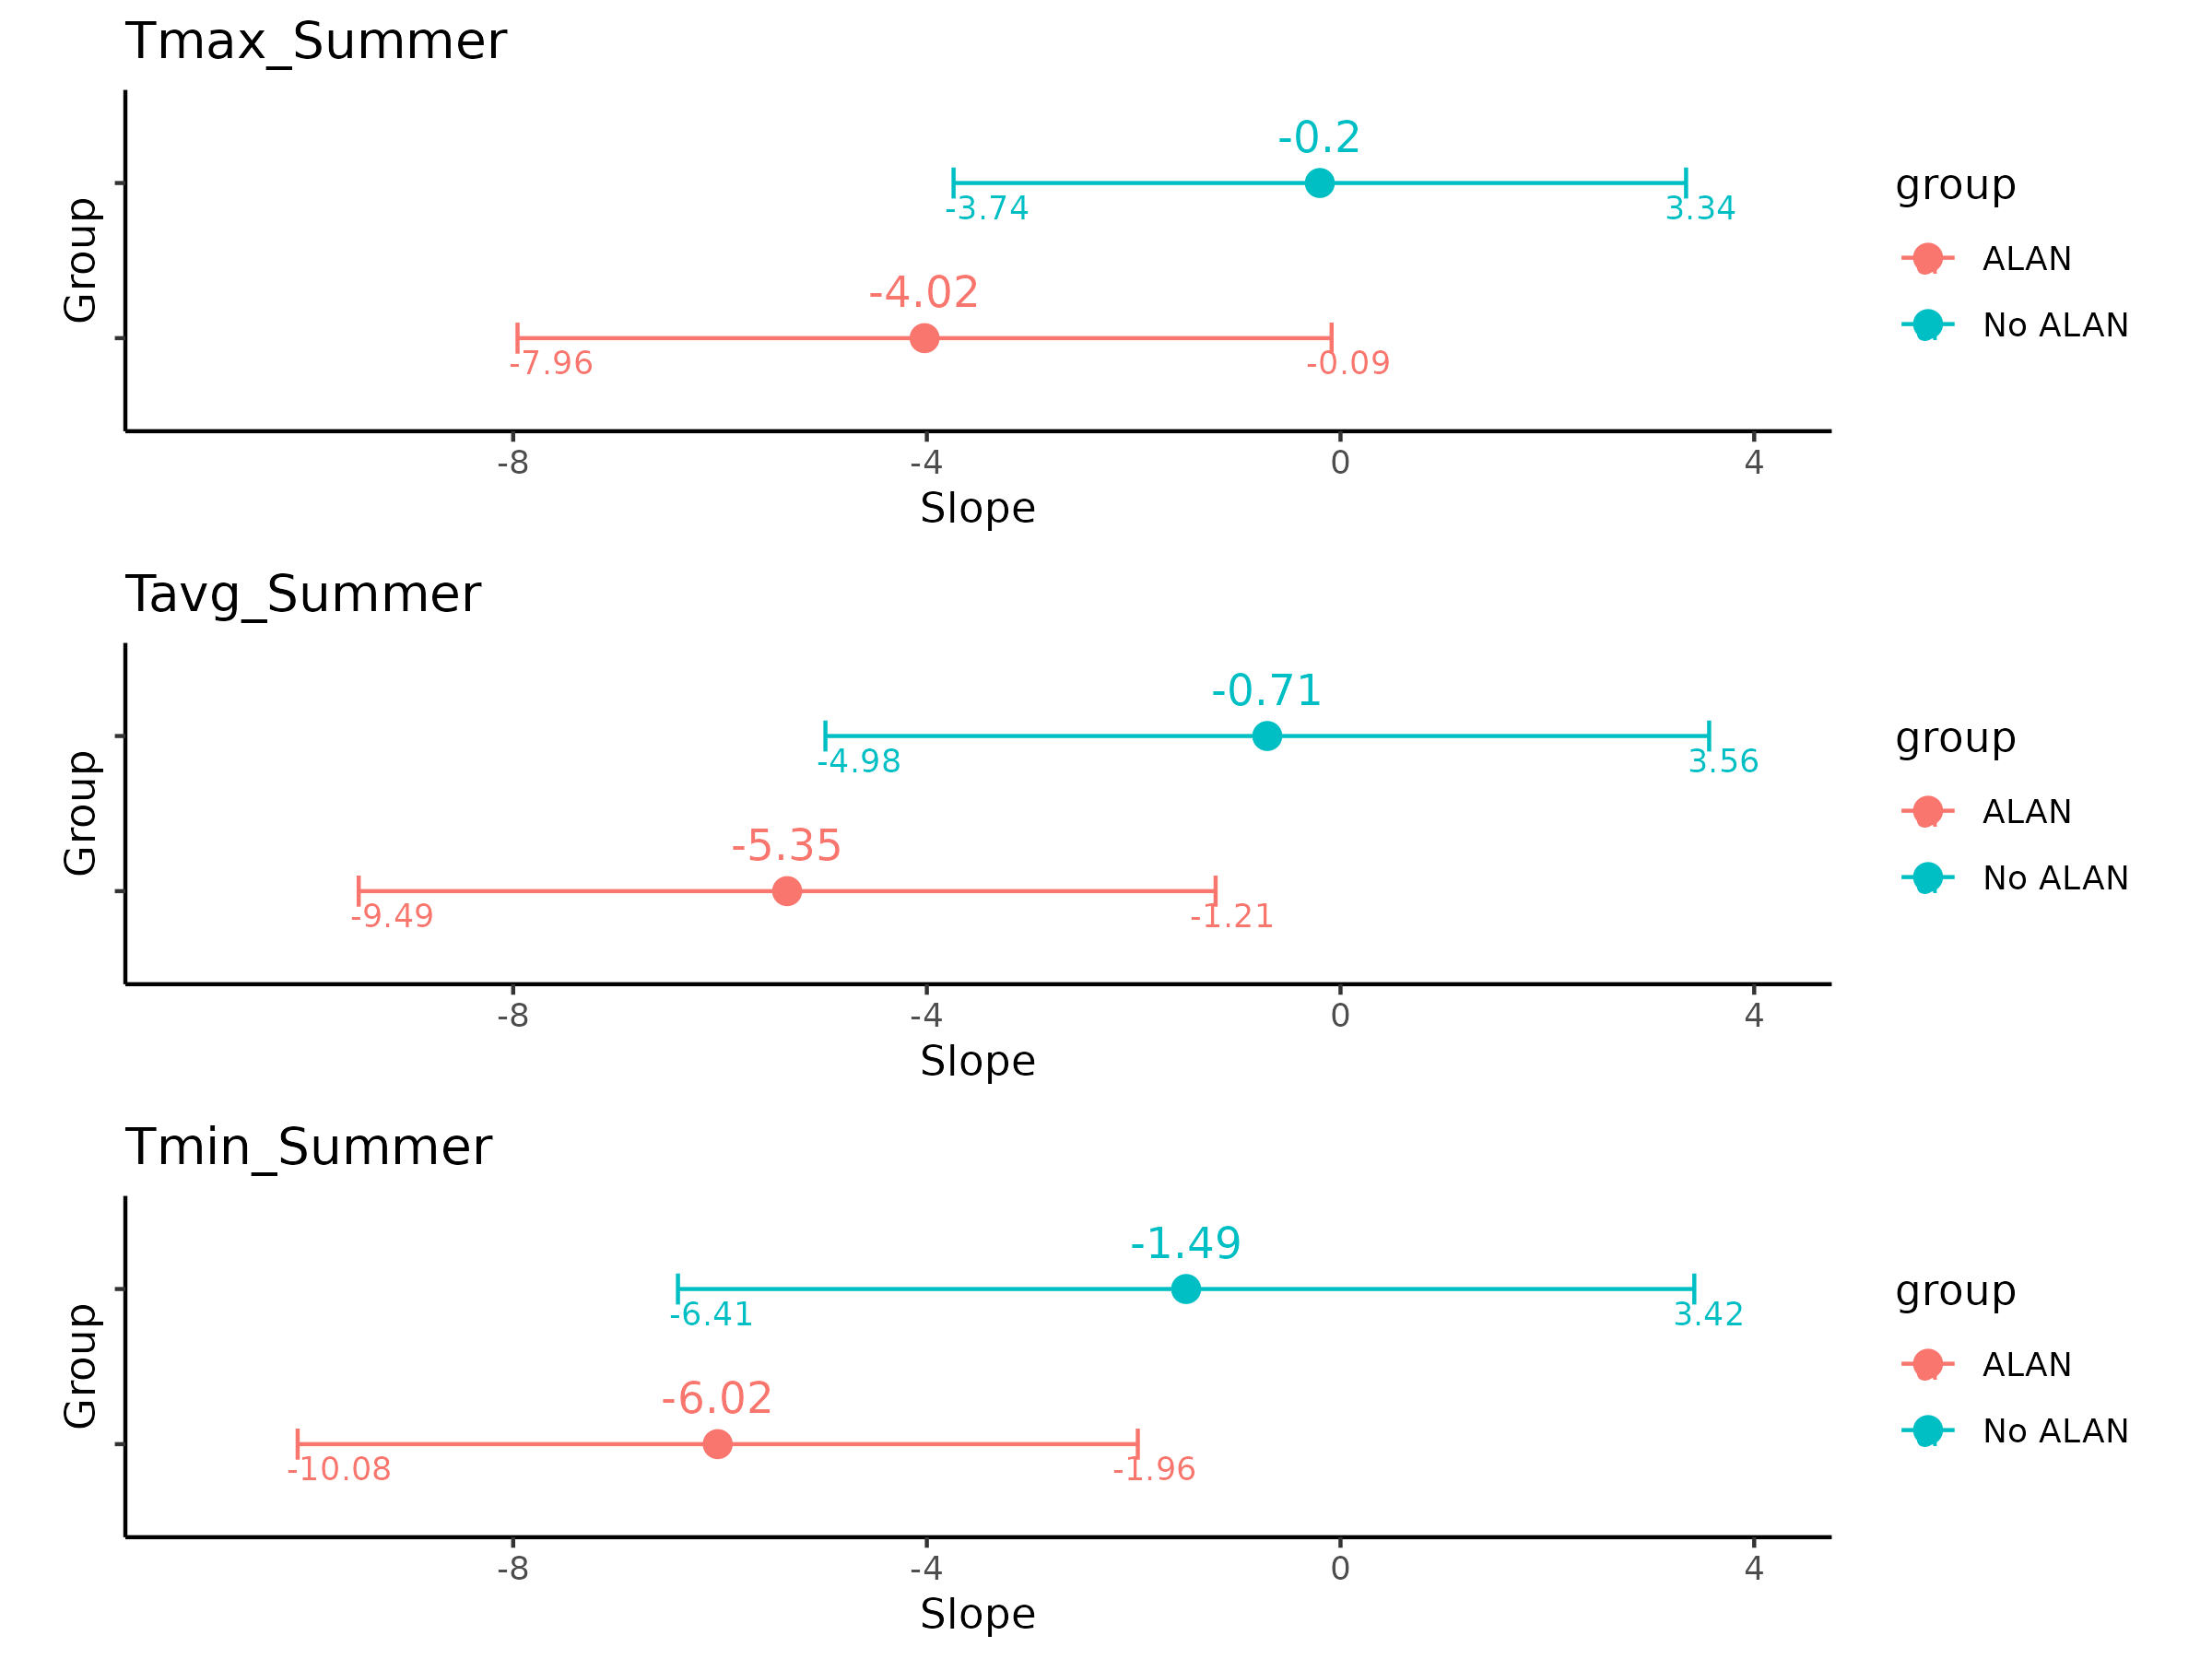 Tmax_Summer
-0.2
-3.74 3.34
-4.02
-7.96 -0.09
Group
-8 -4 0 4
Slope
group
ALAN
No ALAN
Tavg_Summer
-0.71
-4.98 3.56
-5.35
-9.49 -1.21
Group
-8 -4 0 4
Slope
group
ALAN
No ALAN
Tmin_Summer
-1.49
-6.41 3.42
-6.02
-10.08 -1.96
Group
-8 -4 0 4
Slope
group
ALAN
No ALAN